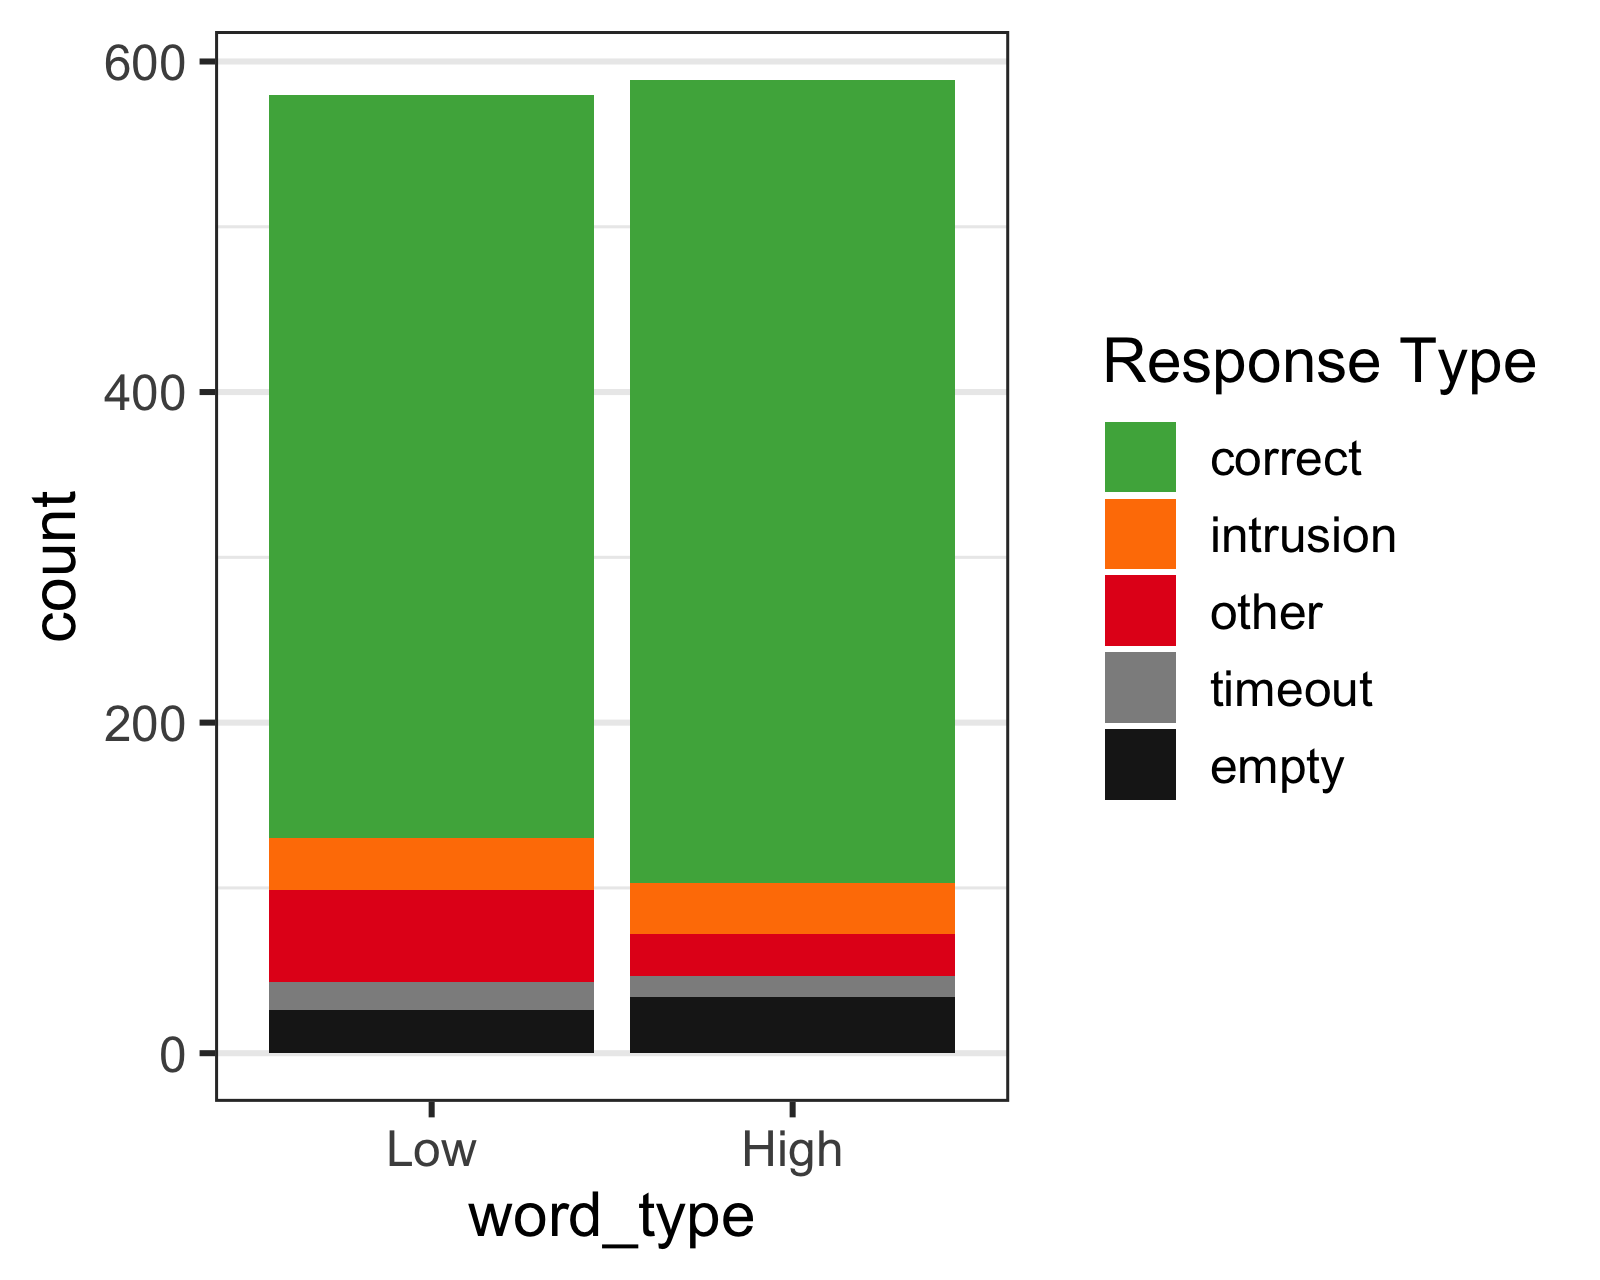 600
400
200
0
count
Low
High
word_type
Response Type
correct
intrusion
other
timeout
empty